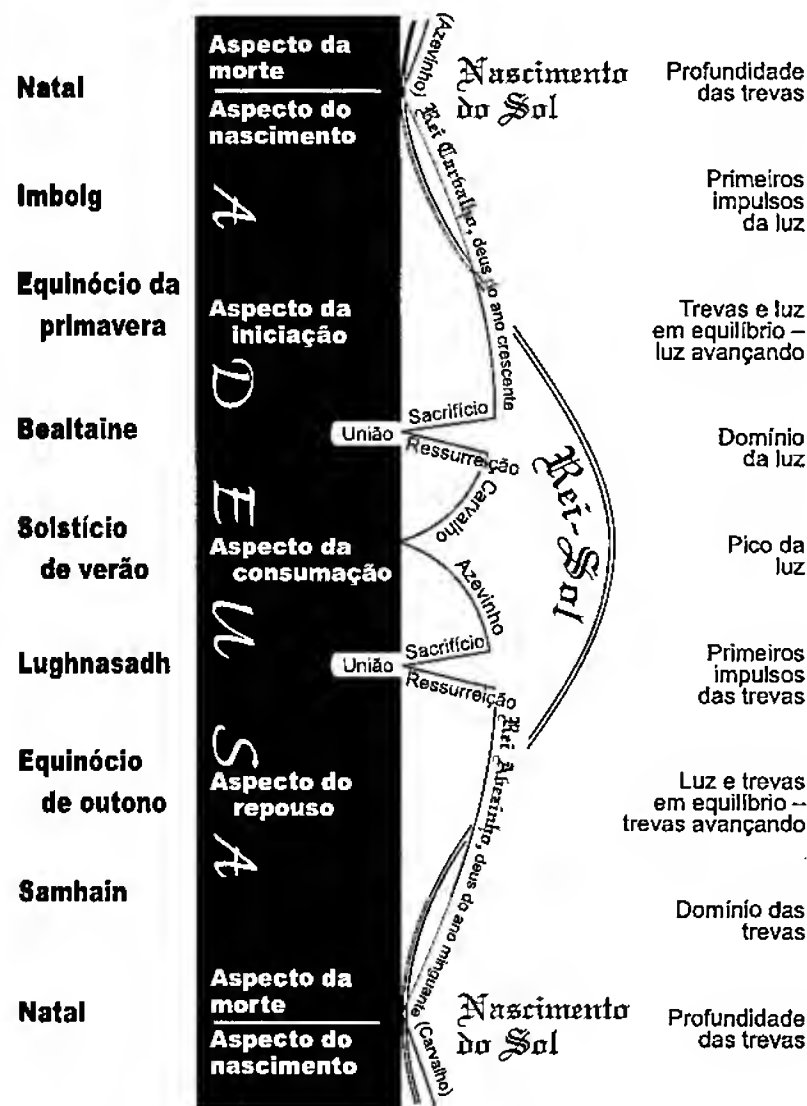 Natal
Imbolg
Equinócio da
primavera
Bealtaine
Solstício
de verão
Lughnasadh
Equinócio
de outono
Samhain
Natal
Aspecto da
morte
Aspecto do
nascimento
Aspecto da
iniciação
Aspecto da
consumação
Aspecto do
repouso
Aspecto da
morte
Aspecto do
nascimento
A DEUSA
União
União
(Azevinho)
Rei Carvalho, deus do ano crescente
Sacrifício
Ressurreição
Carvalho
Azevinho
Sacrifício
Ressurreição
Rei Azevinho, deus do ano minguante
(Carvalho)
Nascimento
do Sol
Rei-Sol
Nascimento
do Sol
Profundidade
das trevas
Primeiros
impulsos
da luz
Trevas e luz
em equilíbrio –
luz avançando
Domínio
da luz
Pico da
luz
Primeiros
impulsos
das trevas
Luz e trevas
em equilíbrio –
trevas avançando
Domínio das
trevas
Profundidade
das trevas